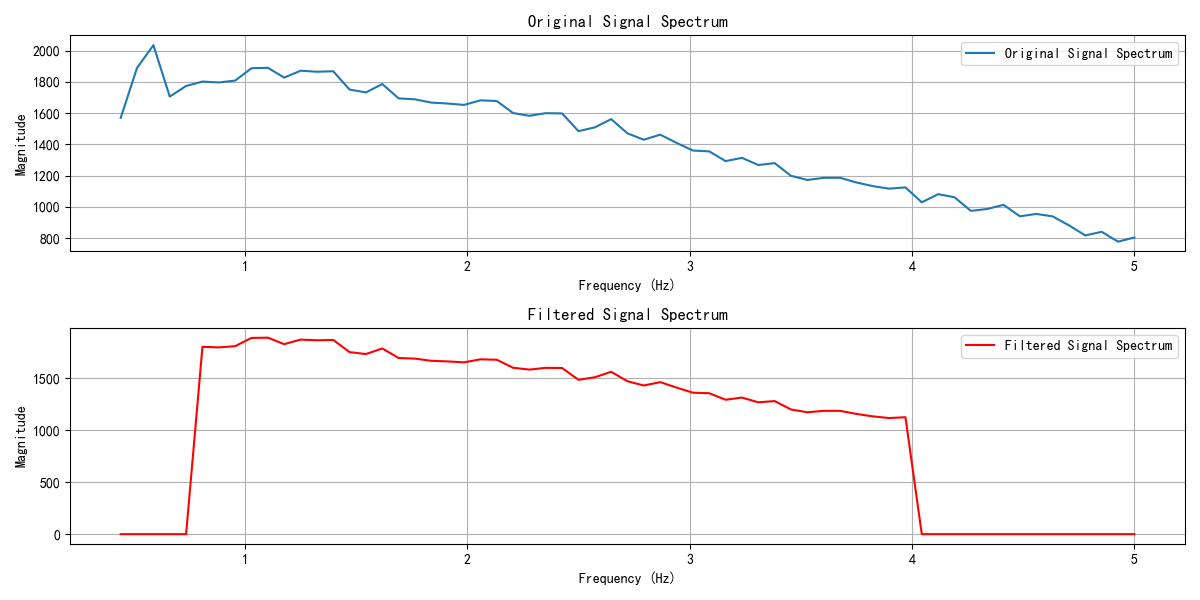 Original Signal Spectrum
2000
1800
1600
1400
1200
1000
800
Magnitude
Original Signal Spectrum
1 2 3 4 5
Frequency (Hz)
Filtered Signal Spectrum
1500
1000
500
0
Magnitude
Filtered Signal Spectrum
1 2 3 4 5
Frequency (Hz)